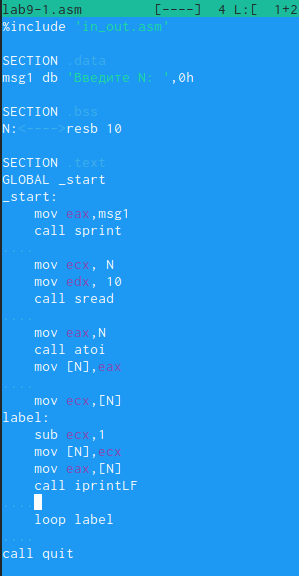 lab9-1.asm [----] 4 L:[ 1+2
%include 'in_out.asm'
SECTION .data
msg1 db 'Введите N: ',0h
SECTION .bss
N:<---->resb 10
SECTION .text
GLOBAL _start
_start:
mov eax,msg1
call sprint
....
mov ecx, N
mov edx, 10
call sread
....
mov eax,N
call atoi
mov [N],eax
....
mov ecx,[N]
label:
sub ecx,1
mov [N],ecx
mov eax,[N]
call iprintLF
....
loop label
....
call quit